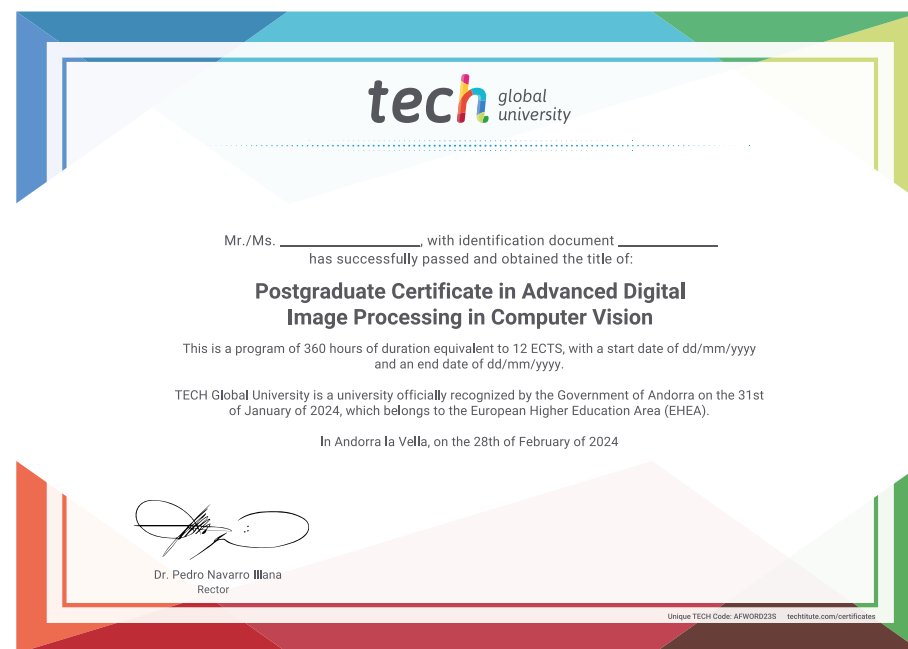 tech global
university
Mr./Ms. ____________, with identification document ____________
has successfully passed and obtained the title of:
Postgraduate Certificate in Advanced Digital
Image Processing in Computer Vision
This is a program of 360 hours of duration equivalent to 12 ECTS, with a start date of dd/mm/yyyy
and an end date of dd/mm/yyyy.
TECH Global University is a university officially recognized by the Government of Andorra on the 31st
of January of 2024, which belongs to the European Higher Education Area (EHEA).
In Andorra la Vella, on the 28th of February of 2024
Dr. Pedro Navarro Illana
Rector
Unique TECH Code: AFWORD23S techtitute.com/certificates